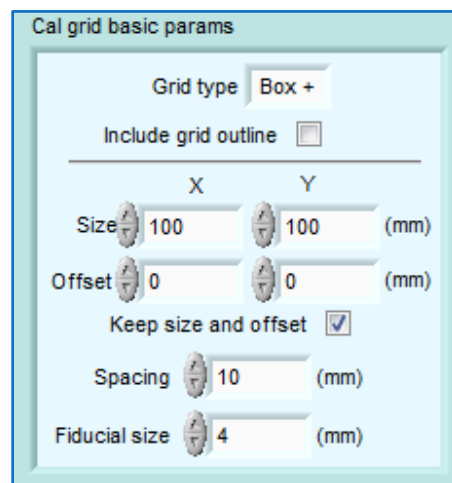 Cal grid basic params
Grid type Box +
Include grid outline
X Y
Size 100 100 (mm)
Offset 0 0 (mm)
Keep size and offset
Spacing 10 (mm)
Fiducial size 4 (mm)